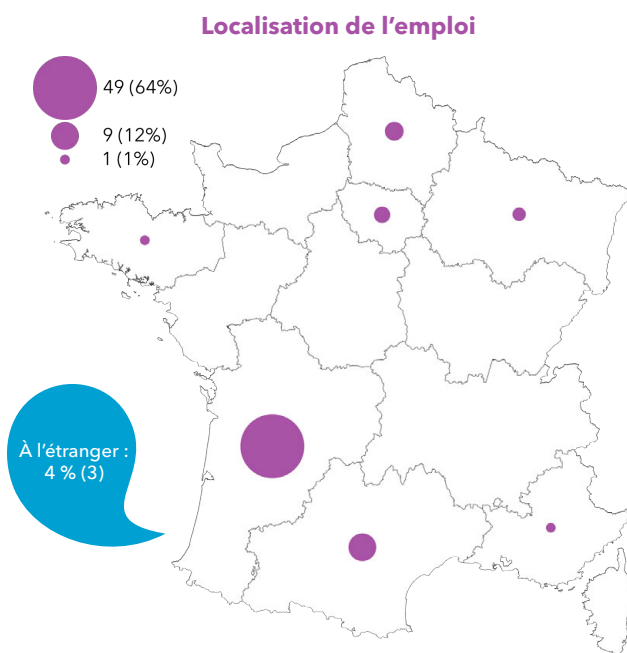 Localisation de l'emploi
49 (64%)
9 (12%)
1 (1%)
À l'étranger :
4 % (3)